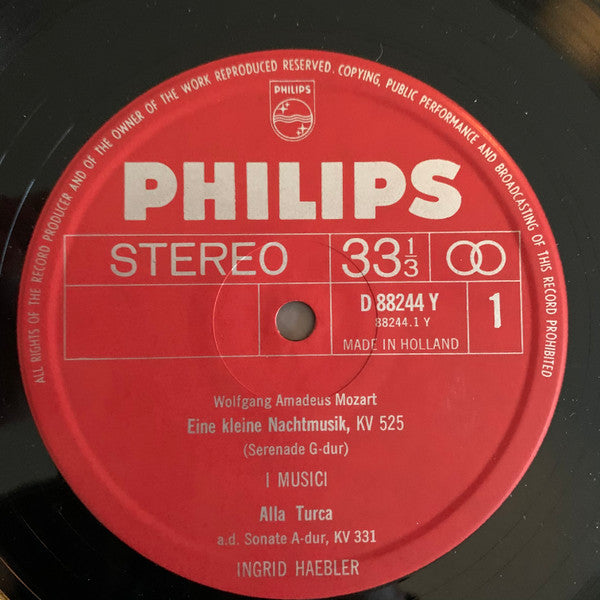 ALL RIGHTS OF THE RECORD PRODUCER AND OF THE OWNER OF THE WORK REPRODUCED RESERVED. COPYING, PUBLIC PERFORMANCE AND BROADCASTING OF THIS RECORD PROHIBITED
PHILIPS
PHILIPS
STEREO 33 1/3
D 88244 Y 1
88244.1 Y
MADE IN HOLLAND
Wolfgang Amadeus Mozart
Eine kleine Nachtmusik, KV 525
(Serenade G-dur)
I MUSICI
Alla Turca
a.d. Sonate A-dur, KV 331
INGRID HAEBLER